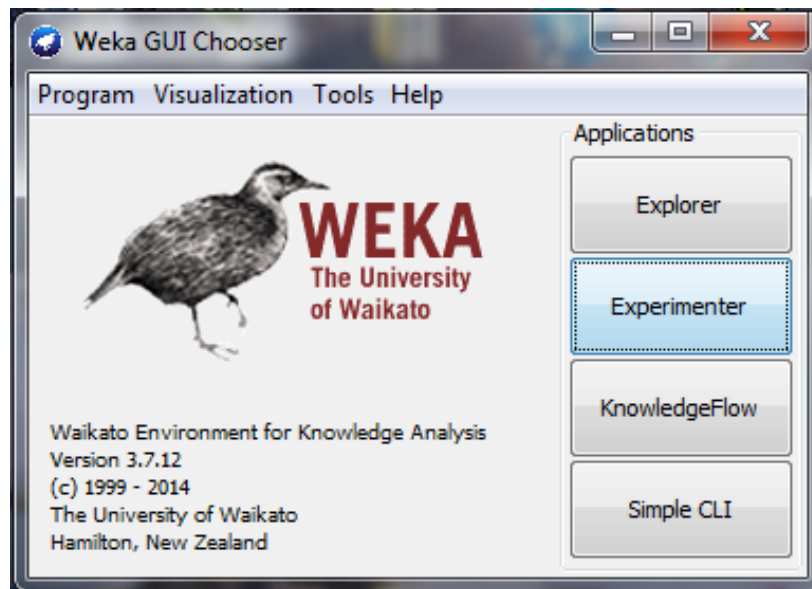 Weka GUI Chooser
Program Visualization Tools Help
WEKA
The University
of Waikato
Waikato Environment for Knowledge Analysis
Version 3.7.12
(c) 1999 - 2014
The University of Waikato
Hamilton, New Zealand
Applications
Explorer
Experimenter
KnowledgeFlow
Simple CLI